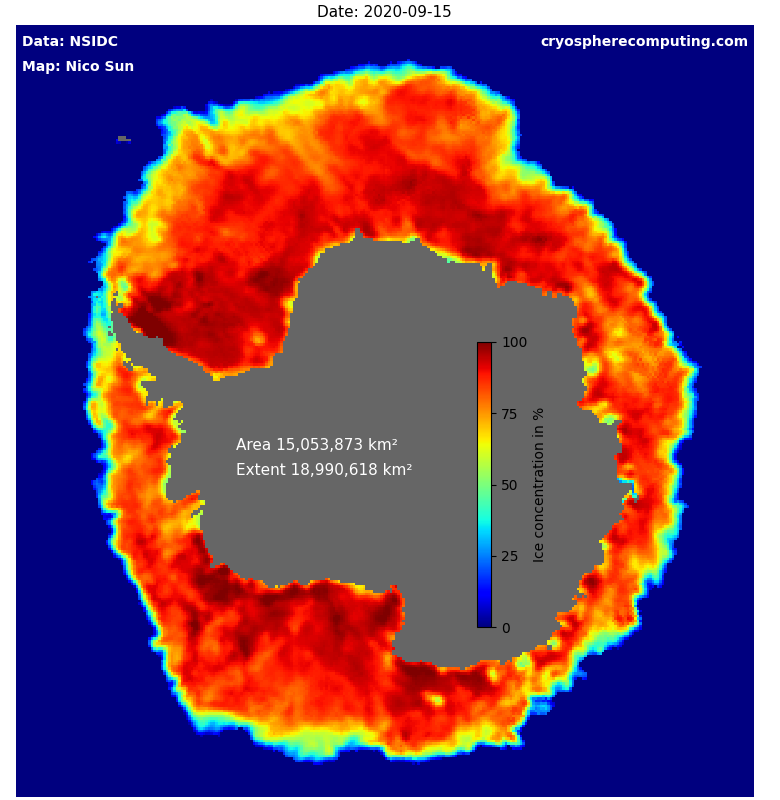 Date: 2020-09-15
Data: NSIDC
cryospherecomputing.com
Map: Nico Sun
100
75
50
25
0
Ice concentration in %
Area 15,053,873 km²
Extent 18,990,618 km²